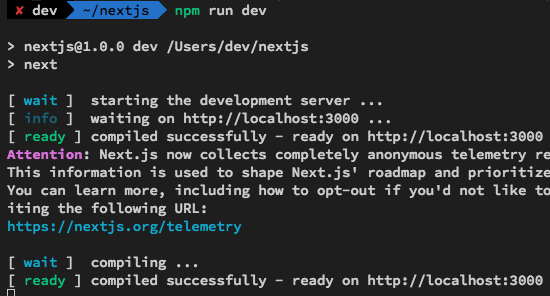 ✘ dev ~/nextjs npm run dev
> nextjs@1.0.0 dev /Users/dev/nextjs
> next
[ wait ] starting the development server ...
[ info ] waiting on http://localhost:3000 ...
[ ready ] compiled successfully - ready on http://localhost:3000
Attention: Next.js now collects completely anonymous telemetry re
This information is used to shape Next.js' roadmap and prioritize
You can learn more, including how to opt-out if you'd not like to
iting the following URL:
https://nextjs.org/telemetry
[ wait ] compiling ...
[ ready ] compiled successfully - ready on http://localhost:3000